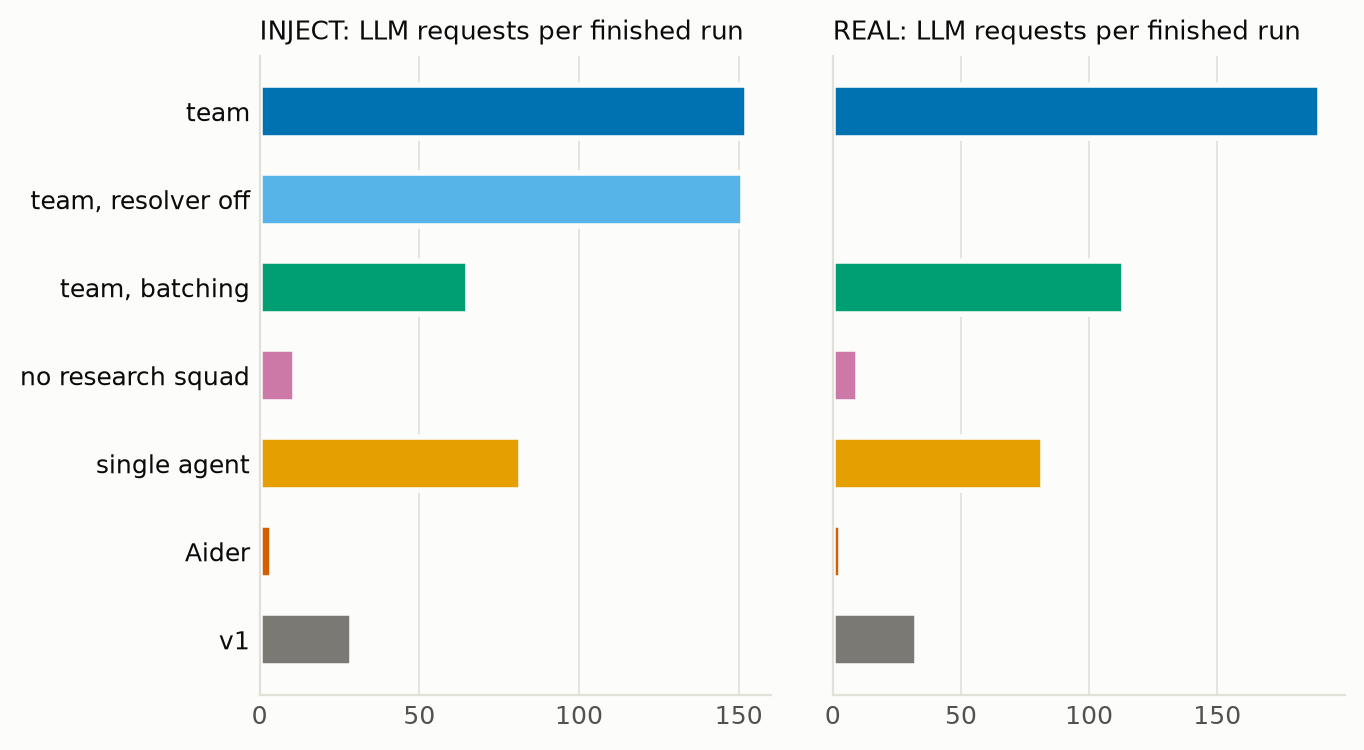 INJECT: LLM requests per finished run
REAL: LLM requests per finished run
team
team, resolver off
team, batching
no research squad
single agent
Aider
v1
0 50 100 150
0 50 100 150